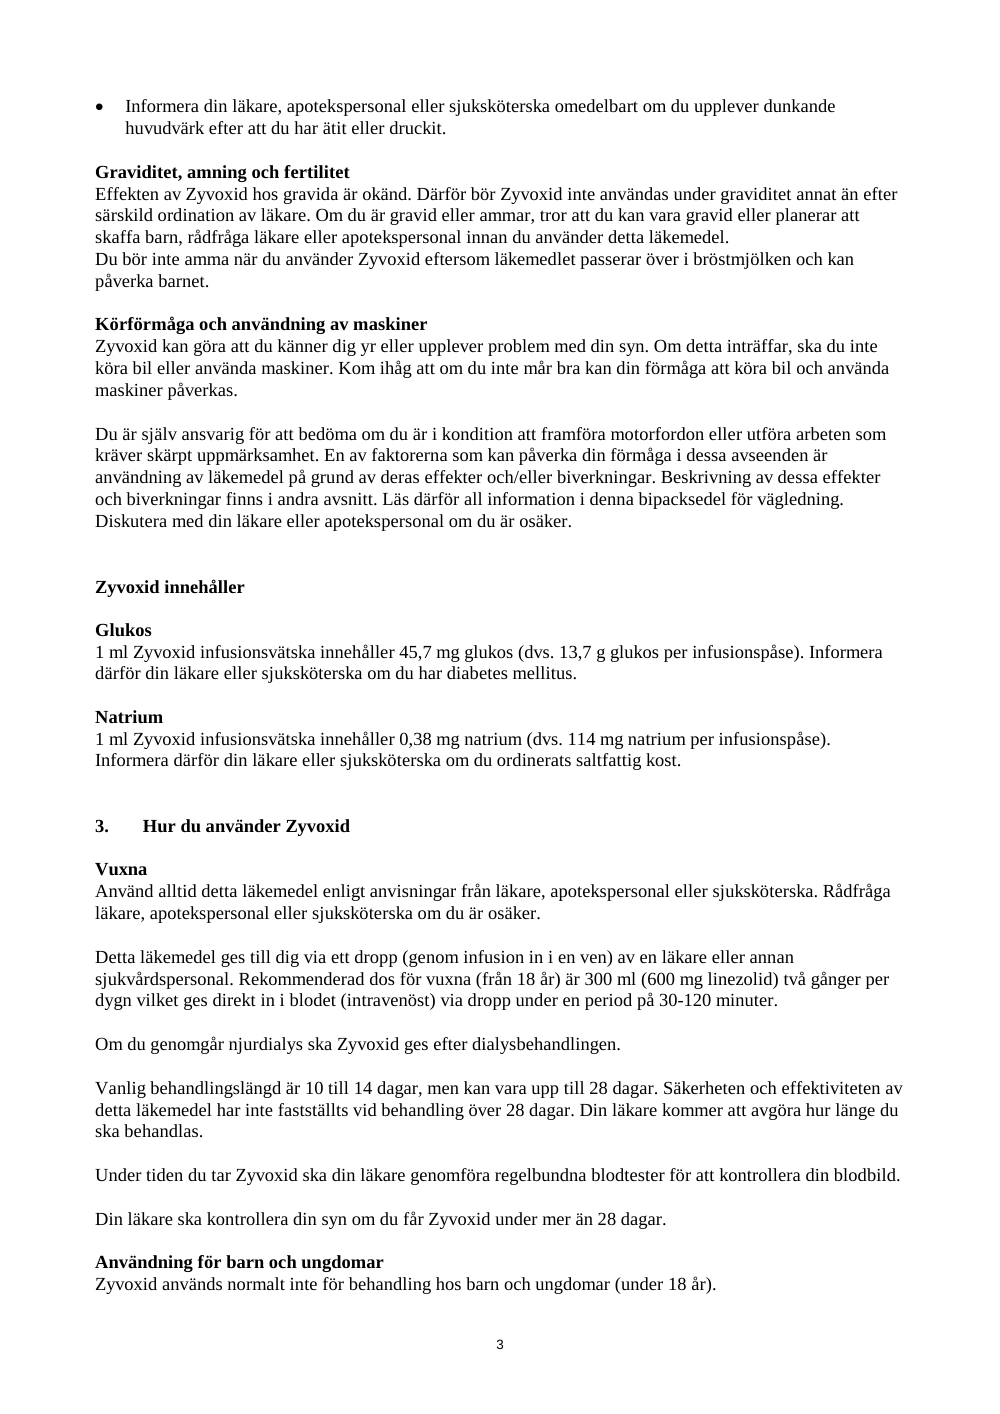 • Informera din läkare, apotekspersonal eller sjuksköterska omedelbart om du upplever dunkande
huvudvärk efter att du har ätit eller druckit.
Graviditet, amning och fertilitet
Effekten av Zyvoxid hos gravida är okänd. Därför bör Zyvoxid inte användas under graviditet annat än efter
särskild ordination av läkare. Om du är gravid eller ammar, tror att du kan vara gravid eller planerar att
skaffa barn, rådfråga läkare eller apotekspersonal innan du använder detta läkemedel.
Du bör inte amma när du använder Zyvoxid eftersom läkemedlet passerar över i bröstmjölken och kan
påverka barnet.
Körförmåga och användning av maskiner
Zyvoxid kan göra att du känner dig yr eller upplever problem med din syn. Om detta inträffar, ska du inte
köra bil eller använda maskiner. Kom ihåg att om du inte mår bra kan din förmåga att köra bil och använda
maskiner påverkas.
Du är själv ansvarig för att bedöma om du är i kondition att framföra motorfordon eller utföra arbeten som
kräver skärpt uppmärksamhet. En av faktorerna som kan påverka din förmåga i dessa avseenden är
användning av läkemedel på grund av deras effekter och/eller biverkningar. Beskrivning av dessa effekter
och biverkningar finns i andra avsnitt. Läs därför all information i denna bipacksedel för vägledning.
Diskutera med din läkare eller apotekspersonal om du är osäker.
Zyvoxid innehåller
Glukos
1 ml Zyvoxid infusionsvätska innehåller 45,7 mg glukos (dvs. 13,7 g glukos per infusionspåse). Informera
därför din läkare eller sjuksköterska om du har diabetes mellitus.
Natrium
1 ml Zyvoxid infusionsvätska innehåller 0,38 mg natrium (dvs. 114 mg natrium per infusionspåse).
Informera därför din läkare eller sjuksköterska om du ordinerats saltfattig kost.
3. Hur du använder Zyvoxid
Vuxna
Använd alltid detta läkemedel enligt anvisningar från läkare, apotekspersonal eller sjuksköterska. Rådfråga
läkare, apotekspersonal eller sjuksköterska om du är osäker.
Detta läkemedel ges till dig via ett dropp (genom infusion in i en ven) av en läkare eller annan
sjukvårdspersonal. Rekommenderad dos för vuxna (från 18 år) är 300 ml (600 mg linezolid) två gånger per
dygn vilket ges direkt in i blodet (intravenöst) via dropp under en period på 30-120 minuter.
Om du genomgår njurdialys ska Zyvoxid ges efter dialysbehandlingen.
Vanlig behandlingslängd är 10 till 14 dagar, men kan vara upp till 28 dagar. Säkerheten och effektiviteten av
detta läkemedel har inte fastställts vid behandling över 28 dagar. Din läkare kommer att avgöra hur länge du
ska behandlas.
Under tiden du tar Zyvoxid ska din läkare genomföra regelbundna blodtester för att kontrollera din blodbild.
Din läkare ska kontrollera din syn om du får Zyvoxid under mer än 28 dagar.
Användning för barn och ungdomar
Zyvoxid används normalt inte för behandling hos barn och ungdomar (under 18 år).
3